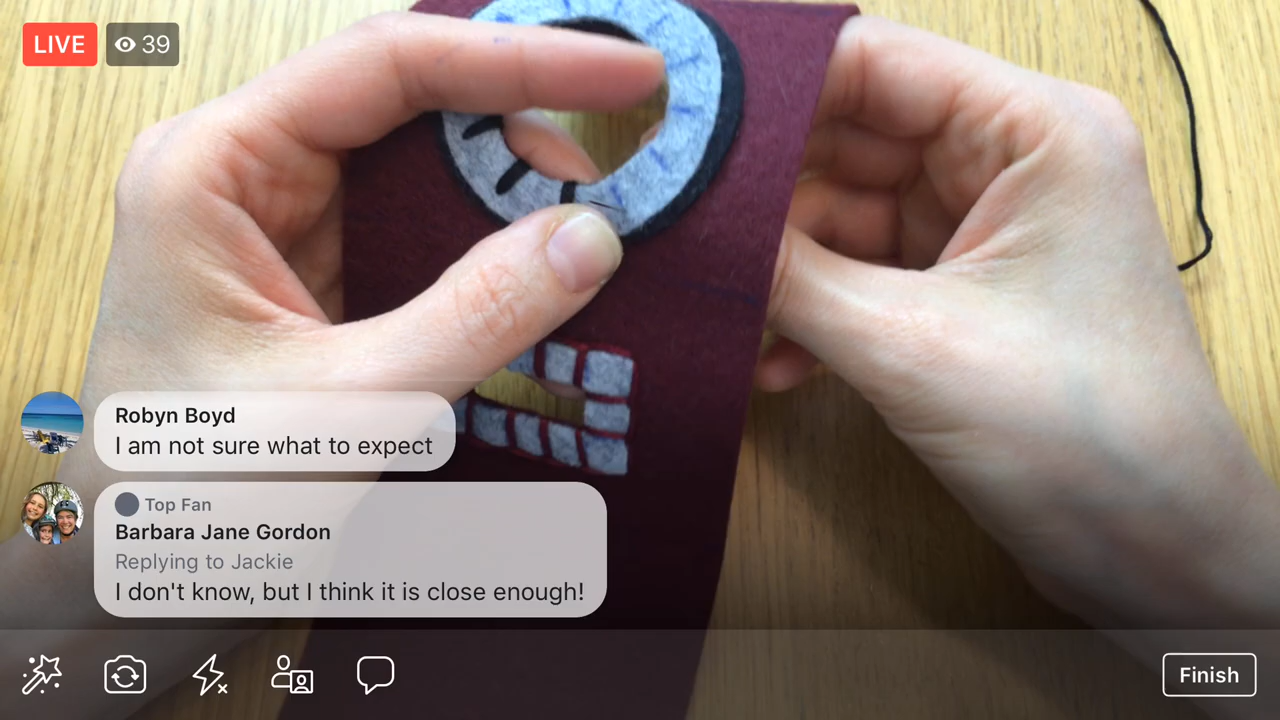 LIVE
39
Robyn Boyd
I am not sure what to expect
Top Fan
Barbara Jane Gordon
Replying to Jackie
I don't know, but I think it is close enough!
Finish